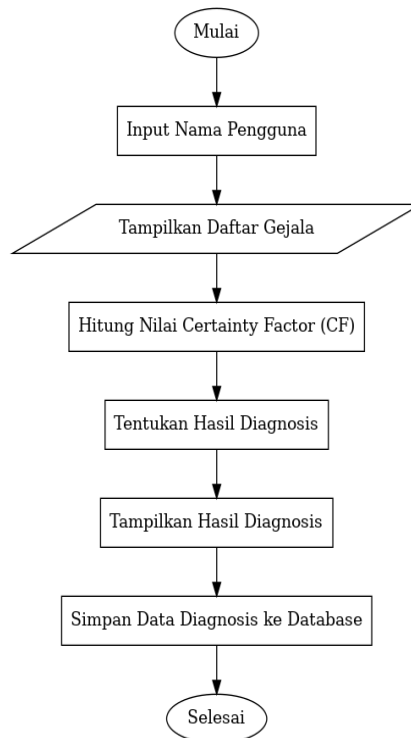 Mulai
Input Nama Pengguna
Tampilkan Daftar Gejala
Hitung Nilai Certainty Factor (CF)
Tentukan Hasil Diagnosis
Tampilkan Hasil Diagnosis
Simpan Data Diagnosis ke Database
Selesai